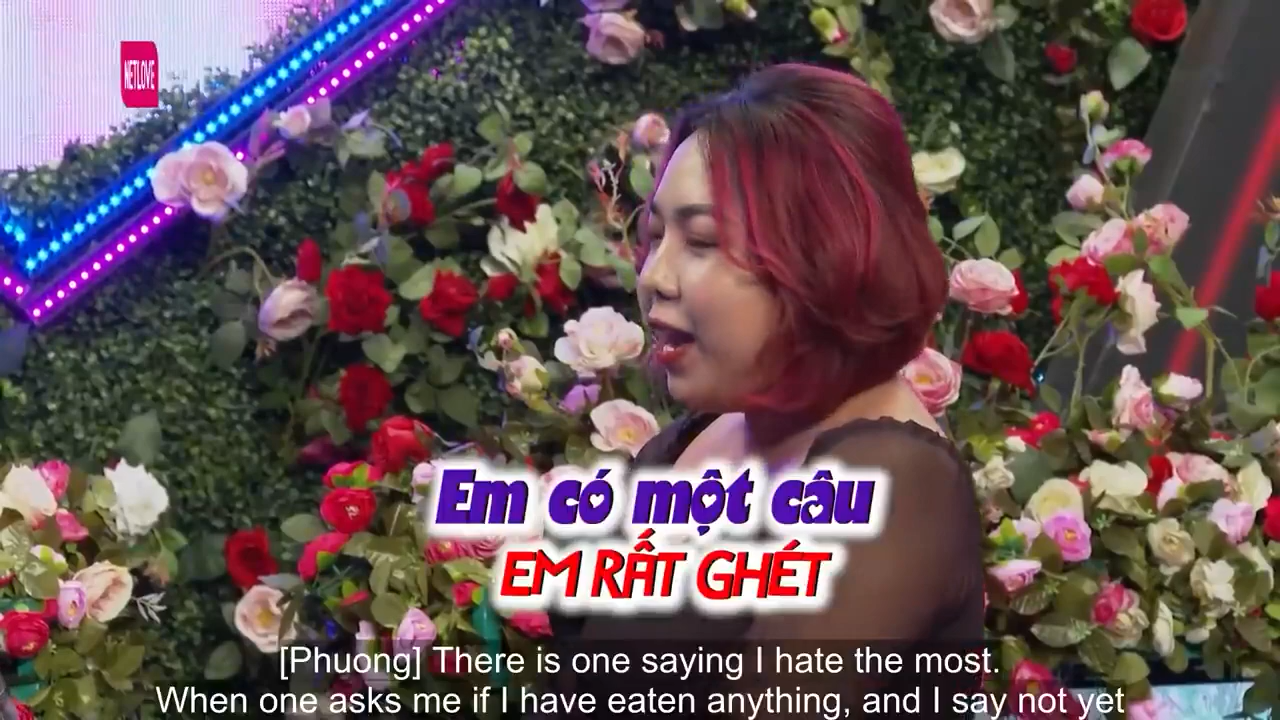 NETLOVE
Em có một câu
EM RẤT GHÉT
[Phuong] There is one saying I hate the most.
When one asks me if I have eaten anything, and I say not yet